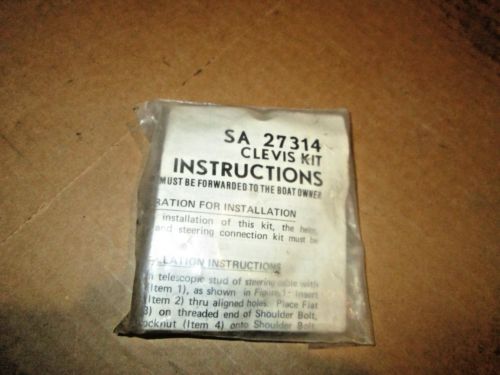 SA 27314
CLEVIS KIT
INSTRUCTIONS
MUST BE FORWARDED TO THE BOAT OWNER
RATION FOR INSTALLATION
installation of this kit, the helm,
and steering connection kit must be
LATION INSTRUCTIONS
telescopic stud of steering cable with
(Item 1), as shown in Figure 1. Insert
(Item 2) thru aligned holes. Place Flat
3) on threaded end of Shoulder Bolt,
ocknut (Item 4) onto Shoulder Bolt,